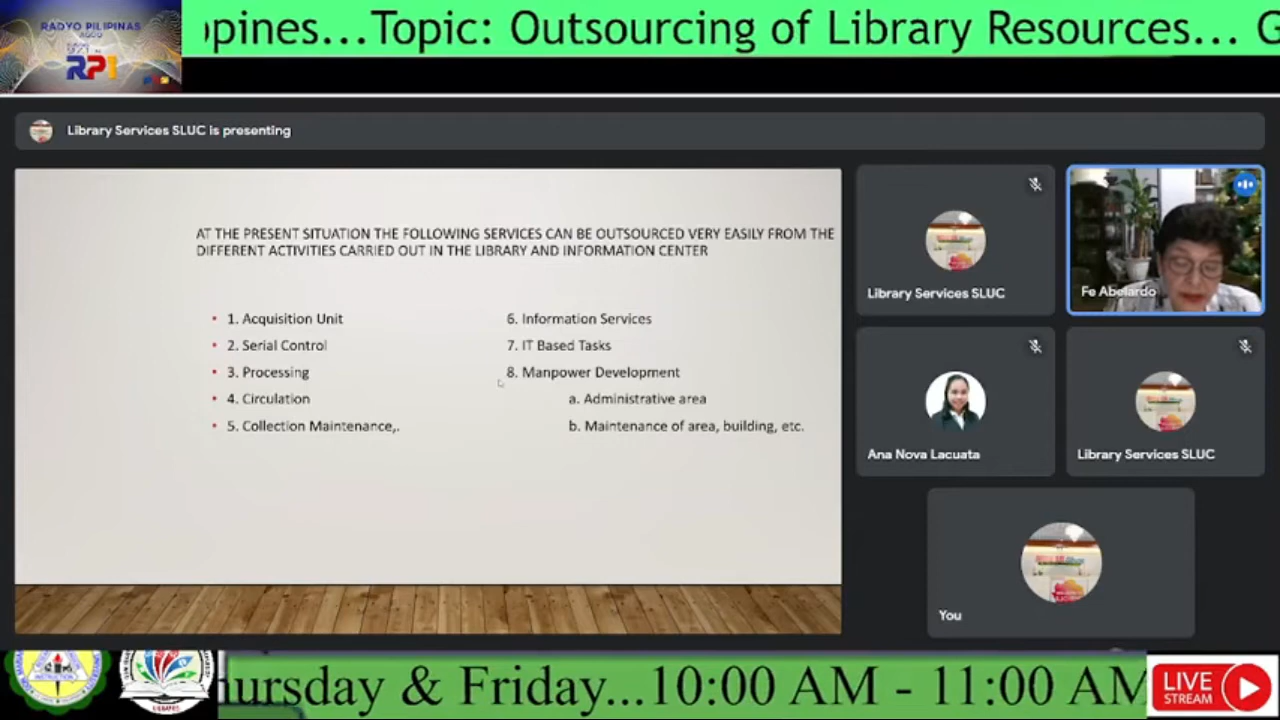 RADYO PILIPINAS
AGOO
RP1
pines...Topic: Outsourcing of Library Resources... G
Library Services SLUC is presenting
AT THE PRESENT SITUATION THE FOLLOWING SERVICES CAN BE OUTSOURCED VERY EASILY FROM THE
DIFFERENT ACTIVITIES CARRIED OUT IN THE LIBRARY AND INFORMATION CENTER
• 1. Acquisition Unit
• 2. Serial Control
• 3. Processing
• 4. Circulation
• 5. Collection Maintenance,.
6. Information Services
7. IT Based Tasks
8. Manpower Development
a. Administrative area
b. Maintenance of area, building, etc.
Library Services SLUC
Fe Abelardo
Ana Nova Lacuata
Library Services SLUC
You
hursday & Friday...10:00 AM - 11:00 AM
LIVE
STREAM